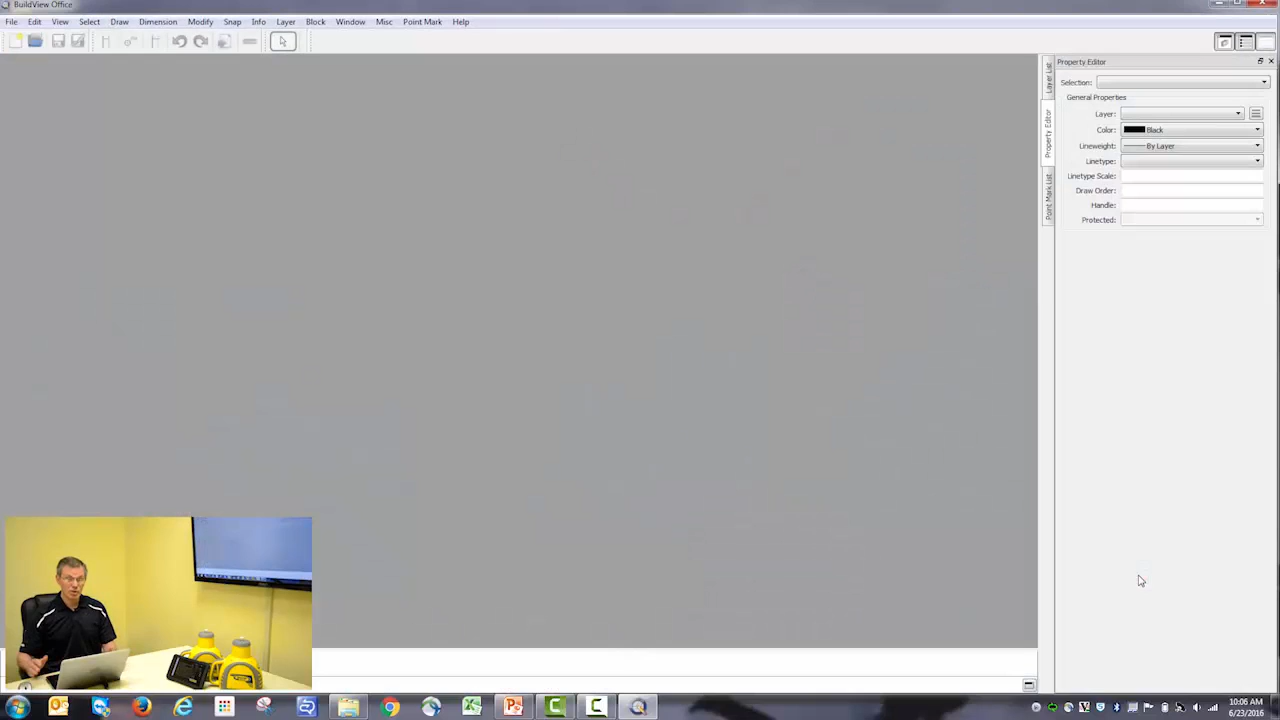 BuildView Office
File Edit View Select Draw Dimension Modify Snap Info Layer Block Window Misc Point Mark Help
Layer List
Property Editor
Point Mark List
Property Editor
Selection:
General Properties
Layer:
Color: Black
Lineweight: By Layer
Linetype:
Linetype Scale:
Draw Order:
Handle:
Protected:
10:06 AM
6/23/2016